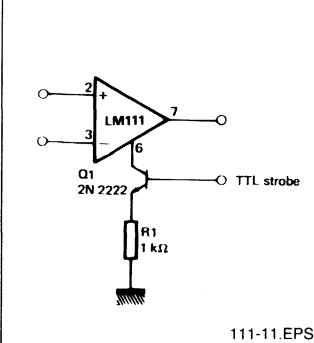 2
+
LM111
7
3
−
6
Q1
2N 2222
TTL strobe
R1
1 kΩ
111-11.EPS